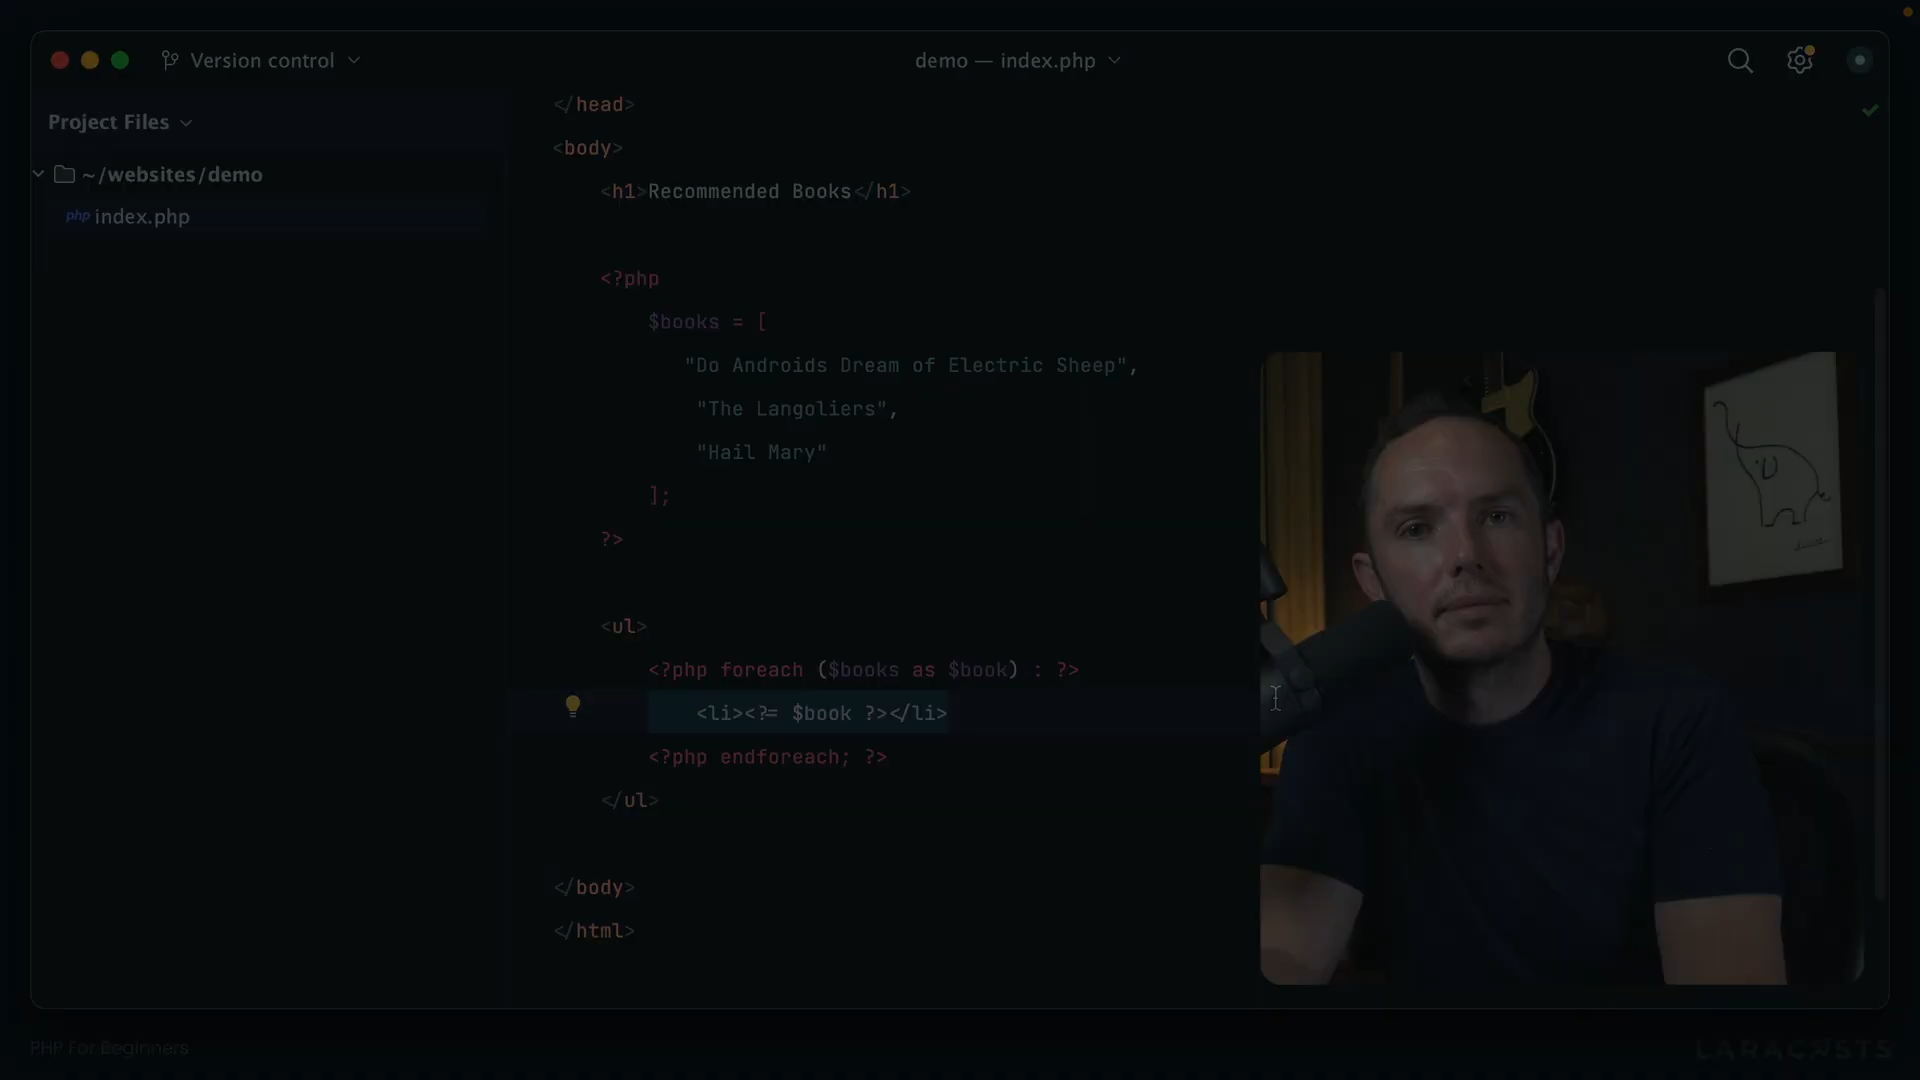 Version control
demo — index.php
Project Files
~/websites/demo
php index.php
</head>
<body>
<h1>Recommended Books</h1>
<?php
$books = [
"Do Androids Dream of Electric Sheep",
"The Langoliers",
"Hail Mary"
];
?>
<ul>
<?php foreach ($books as $book) : ?>
<li><?= $book ?></li>
<?php endforeach; ?>
</ul>
</body>
</html>
PHP For Beginners
LARACASTS